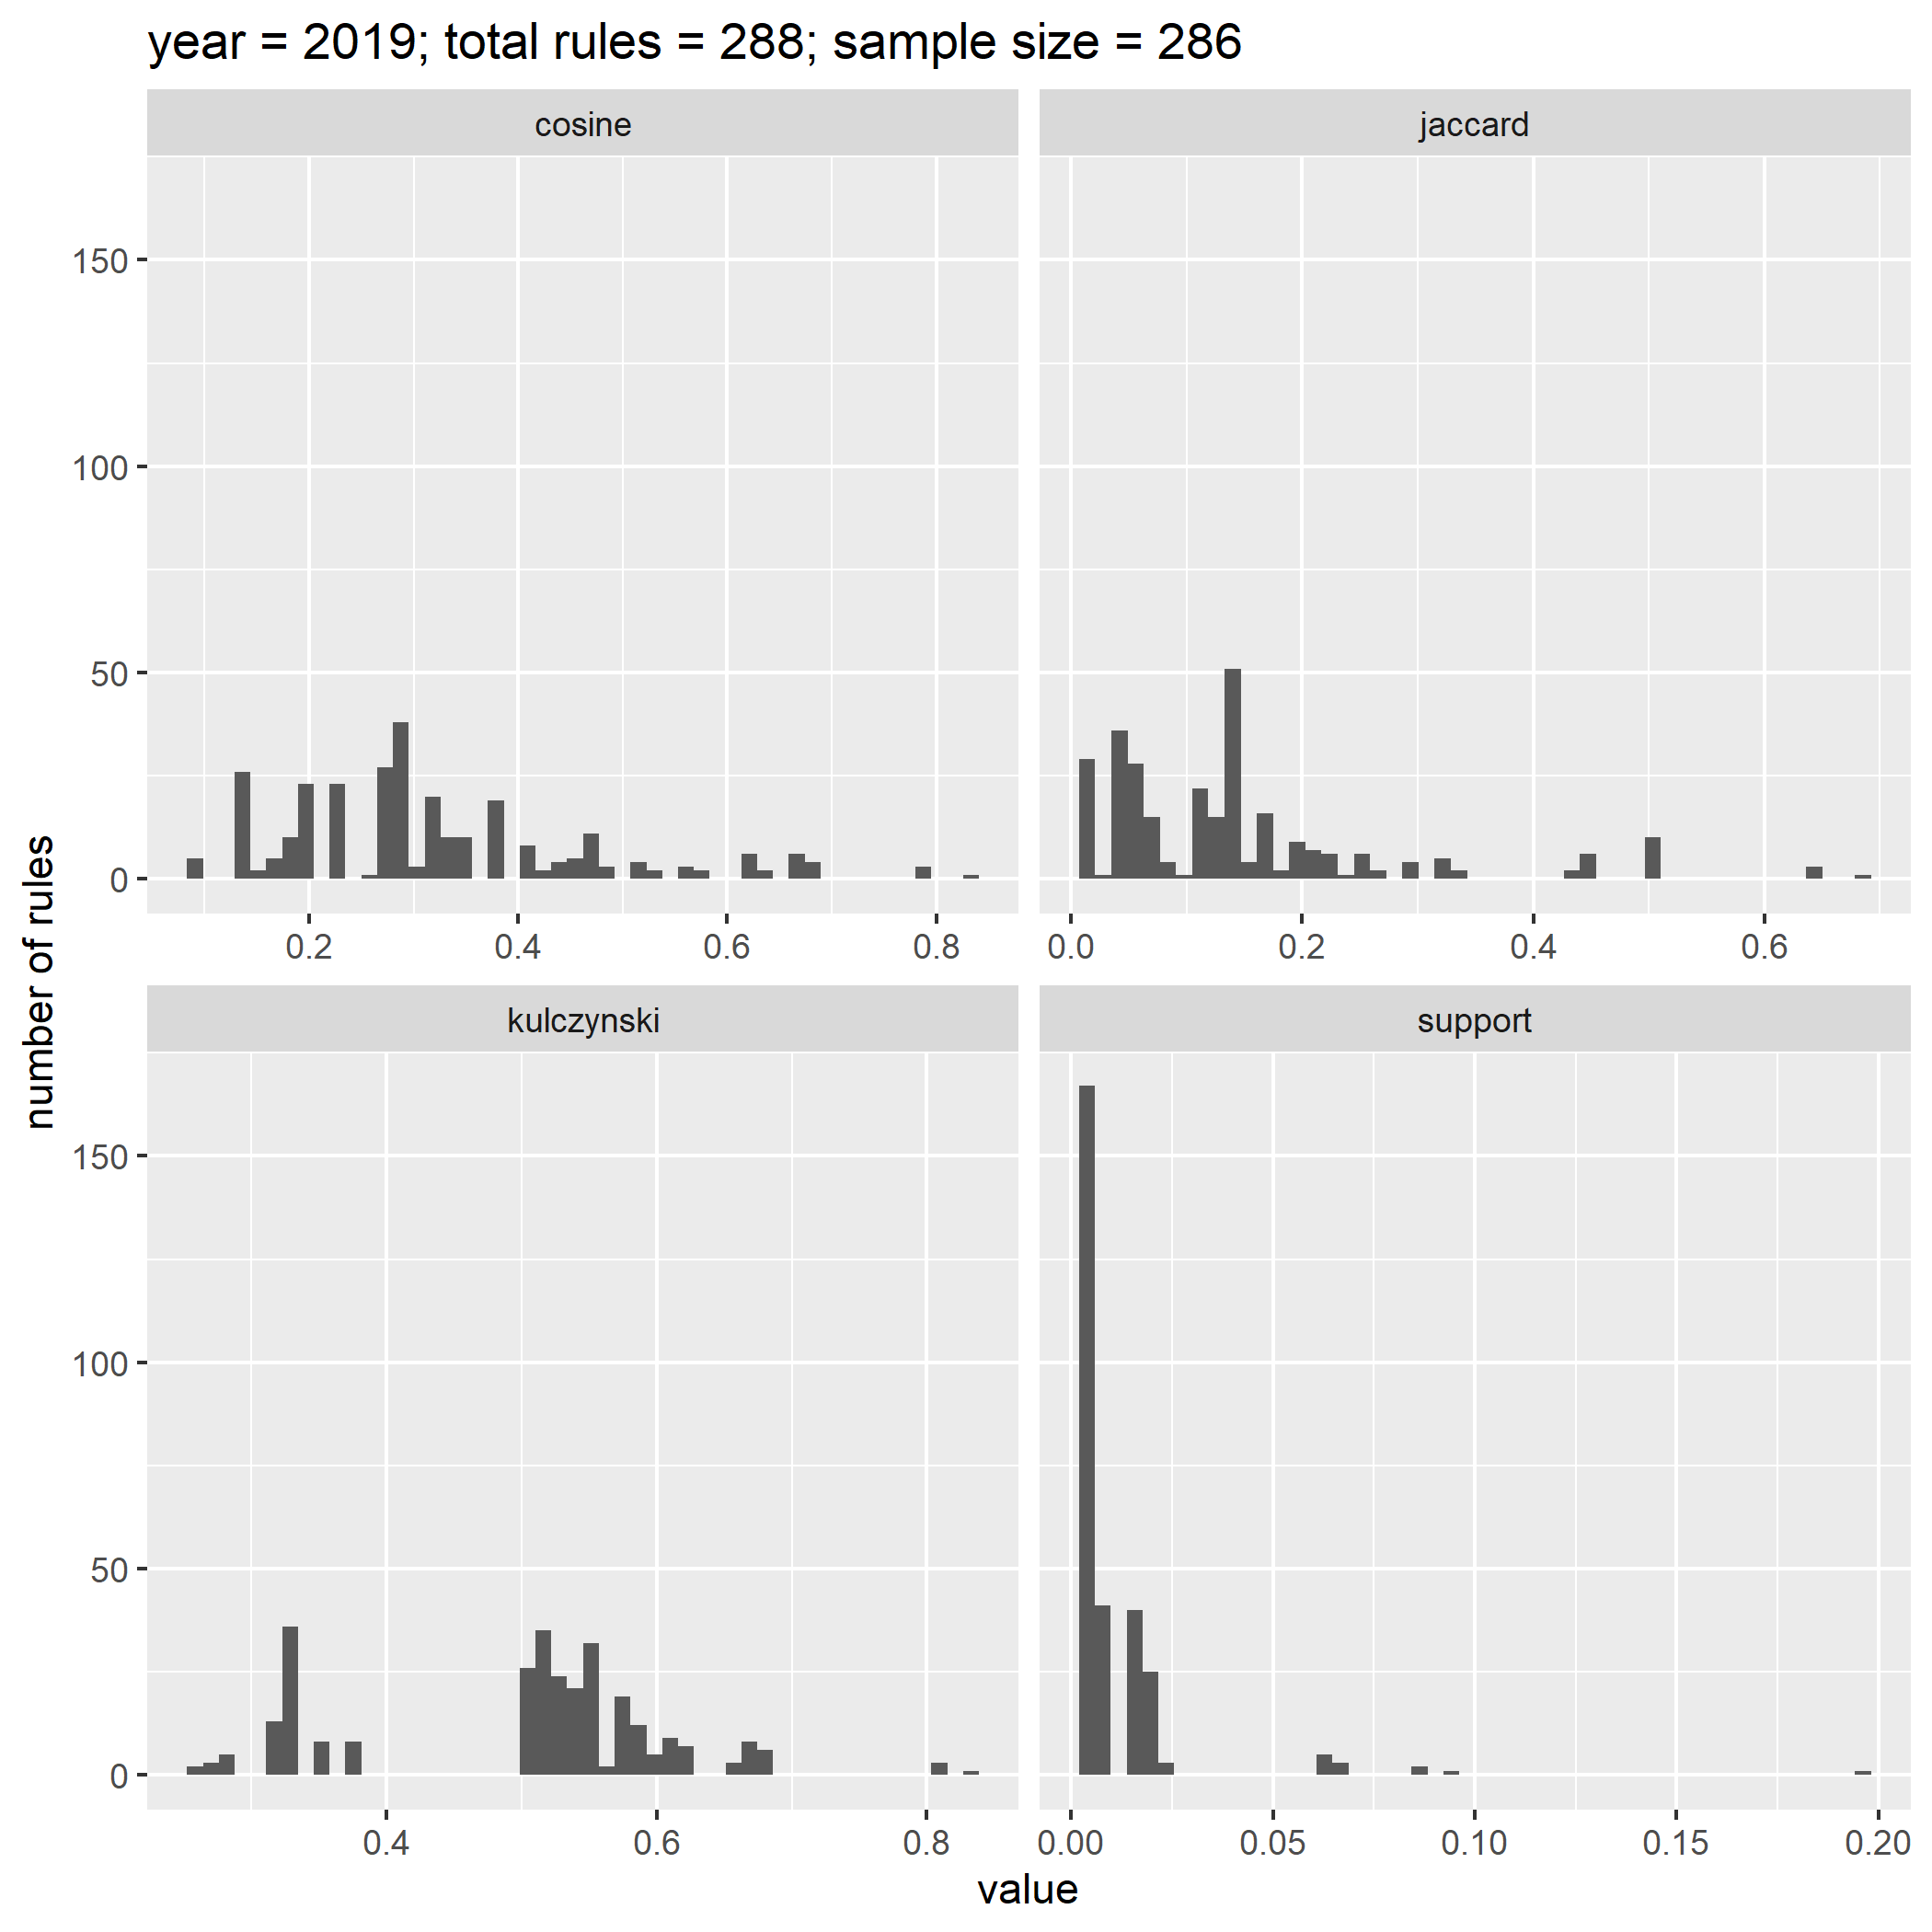 year = 2019; total rules = 288; sample size = 286
cosine
jaccard
150
100
50
0
0.2 0.4 0.6 0.8
0.0 0.2 0.4 0.6
number of rules
kulczynski
support
150
100
50
0
0.4 0.6 0.8
0.00 0.05 0.10 0.15 0.20
value